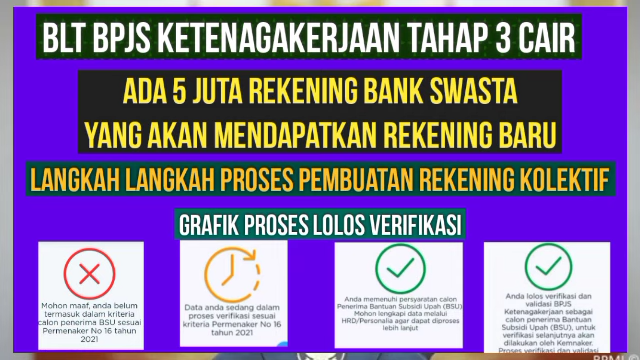 BLT BPJS KETENAGAKERJAAN TAHAP 3 CAIR
ADA 5 JUTA REKENING BANK SWASTA
YANG AKAN MENDAPATKAN REKENING BARU
LANGKAH LANGKAH PROSES PEMBUATAN REKENING KOLEKTIF
GRAFIK PROSES LOLOS VERIFIKASI
Mohon maaf, anda belum
termasuk dalam kriteria
calon penerima BSU sesuai
Permenaker No 16
tahun 2021
Data anda sedang dalam
proses verifikasi sesuai
kriteria Permenaker No 16
tahun 2021
Anda memenuhi persyaratan calon
Penerima Bantuan Subsidi Upah (BSU)
Mohon lengkapi data melalui
HRD/Personalia agar dapat diproses
lebih lanjut
Anda lolos verifikasi dan
validasi BPJS
Ketenagakerjaan sebagai
calon penerima Bantuan
Subsidi Upah (BSU), untuk
verifikasi selanjutnya akan
dilakukan oleh Kemnaker.
Proses verifikasi dan validasi